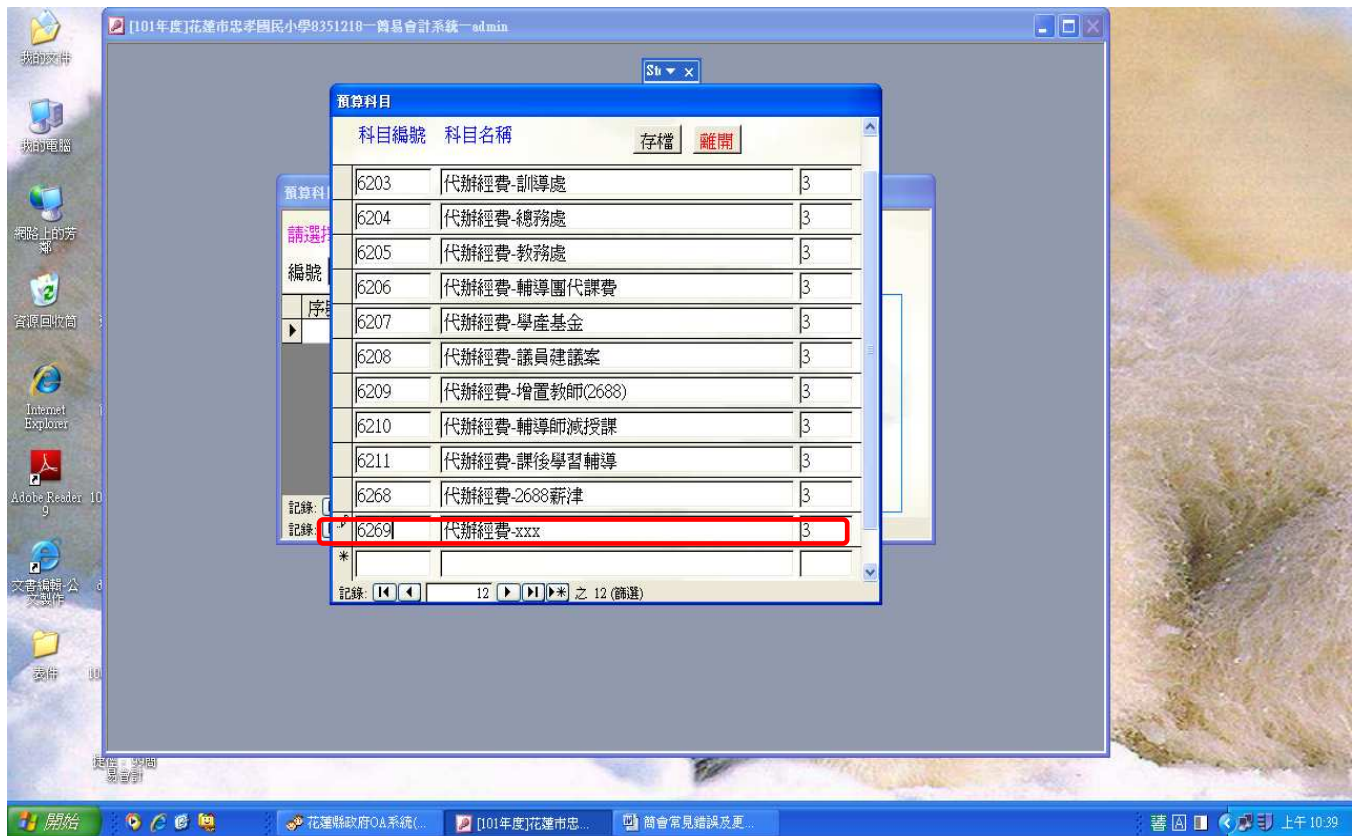 [101年度]花蓮市忠孝國民小學8351218一簡易會計系統一admin
我的文件
Sti
預算科目
科目編號 科目名稱 存檔 離開
我的電腦
6203 代辦經費-訓導處 3
預算科目
6204 代辦經費-總務處 3
請選擇
網路上的芳鄰
6205 代辦經費-教務處 3
編號
6206 代辦經費-輔導團代課費 3
序號
資源回收筒
6207 代辦經費-學產基金 3
6208 代辦經費-議員建議案 3
6209 代辦經費-增置教師(2688) 3
Internet
Explorer
6210 代辦經費-輔導師減授課 3
6211 代辦經費-課後學習輔導 3
Adobe Reader
9
10
6268 代辦經費-2688薪津 3
記錄:
記錄:
6269 代辦經費-xxx 3
*
文書編輯-公
文製作
記錄: 12 之 12 (篩選)
表件
捷徑 - 99簡
易會計
開始 花蓮縣政府OA系統(... [101年度]花蓮市忠... 簡會常見錯誤及更... A 上午 10:39